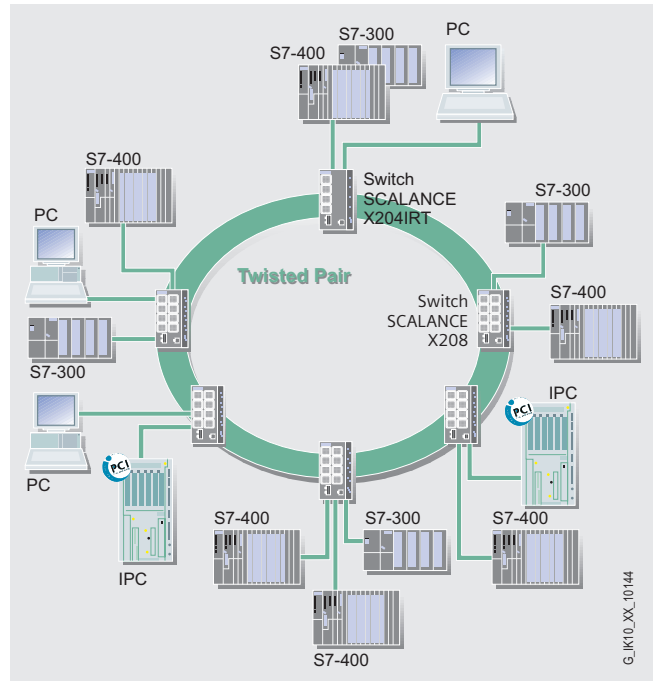 S7-300
S7-400
PC
S7-400
PC
Switch
SCALANCE
X204IRT
S7-300
Twisted Pair
Switch
SCALANCE
X208
S7-400
S7-300
PC
PCI
IPC
PCI
IPC
S7-400
S7-300
S7-400
S7-400
G_IK10_XX_10144